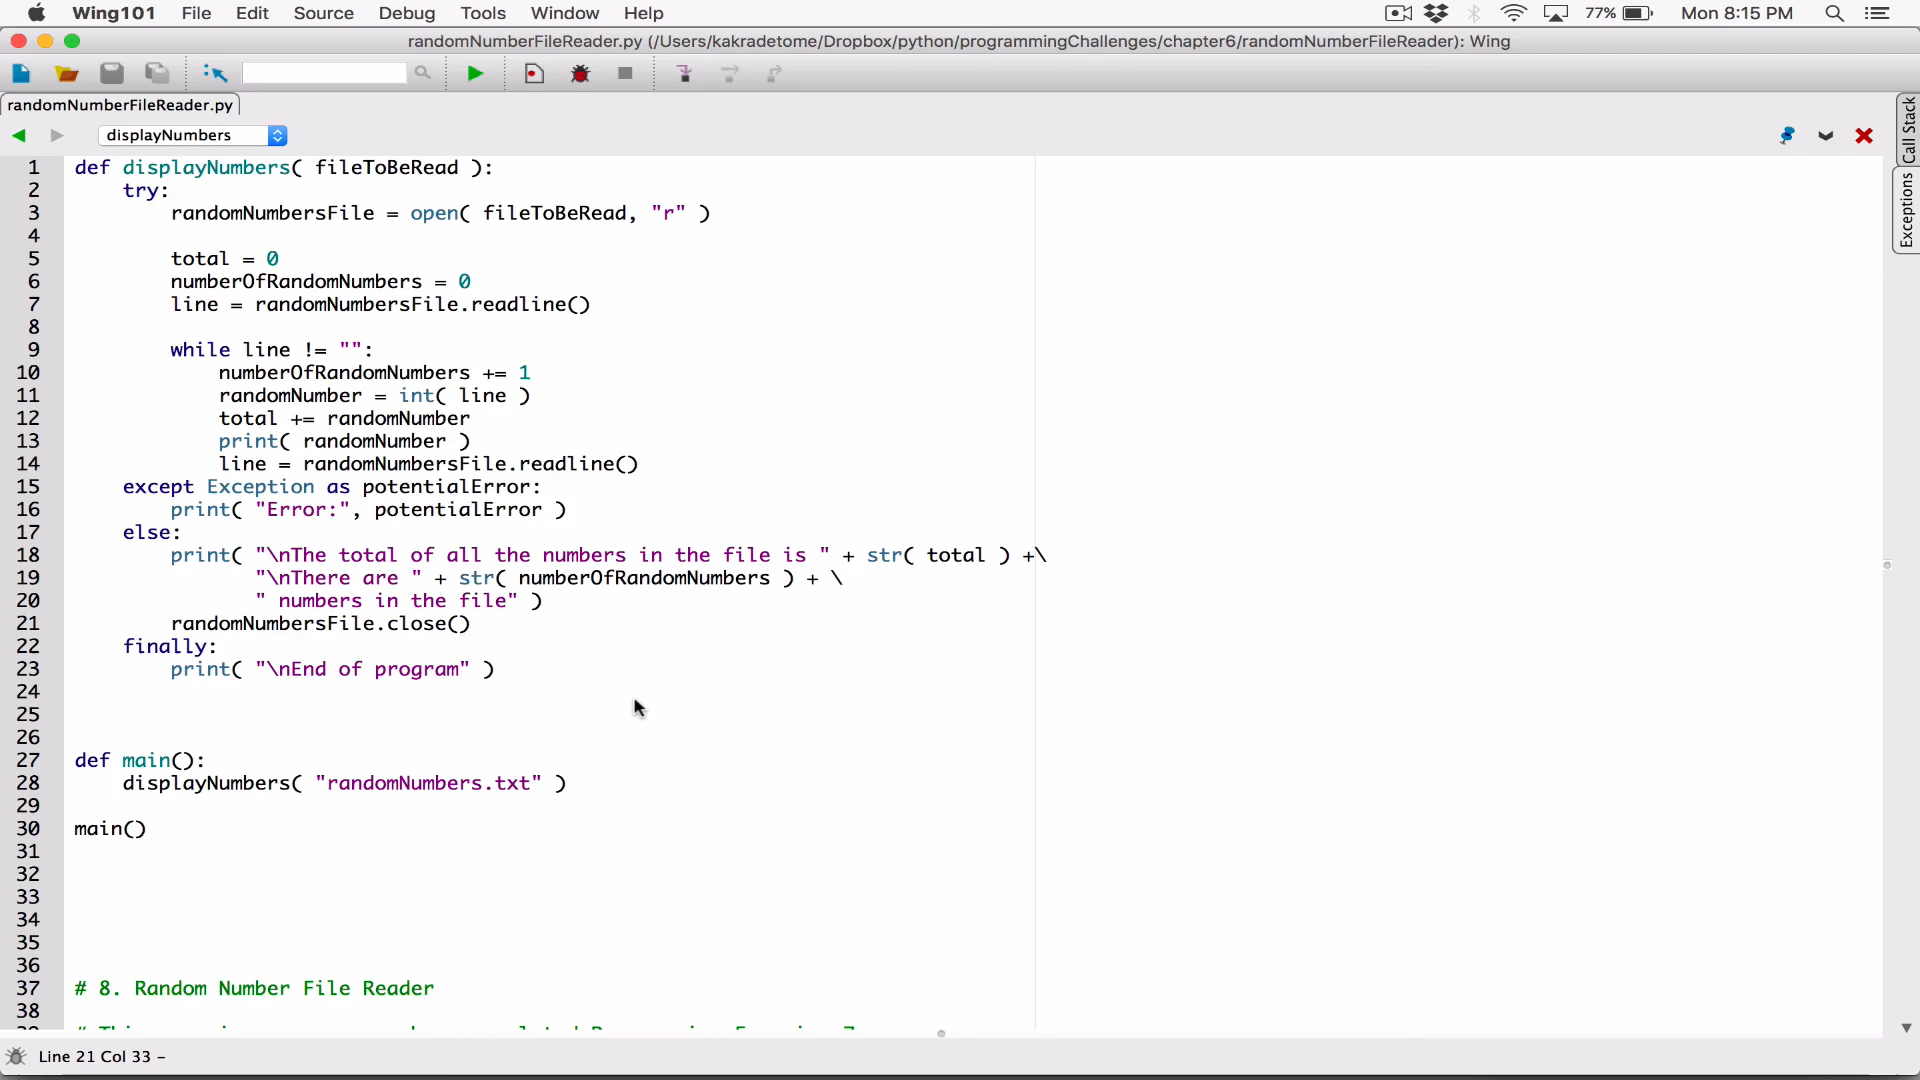 Wing101 File Edit Source Debug Tools Window Help 77% Mon 8:15 PM
randomNumberFileReader.py (/Users/kakradetome/Dropbox/python/programmingChallenges/chapter6/randomNumberFileReader): Wing
randomNumberFileReader.py
displayNumbers
Call Stack
Exceptions
1 def displayNumbers( fileToBeRead ):
2 try:
3 randomNumbersFile = open( fileToBeRead, "r" )
4
5 total = 0
6 numberOfRandomNumbers = 0
7 line = randomNumbersFile.readline()
8
9 while line != "":
10 numberOfRandomNumbers += 1
11 randomNumber = int( line )
12 total += randomNumber
13 print( randomNumber )
14 line = randomNumbersFile.readline()
15 except Exception as potentialError:
16 print( "Error:", potentialError )
17 else:
18 print( "\nThe total of all the numbers in the file is " + str( total ) +\
19 "\nThere are " + str( numberOfRandomNumbers ) + \
20 " numbers in the file" )
21 randomNumbersFile.close()
22 finally:
23 print( "\nEnd of program" )
24
25
26
27 def main():
28 displayNumbers( "randomNumbers.txt" )
29
30 main()
31
32
33
34
35
36
37 # 8. Random Number File Reader
38
Line 21 Col 33 -